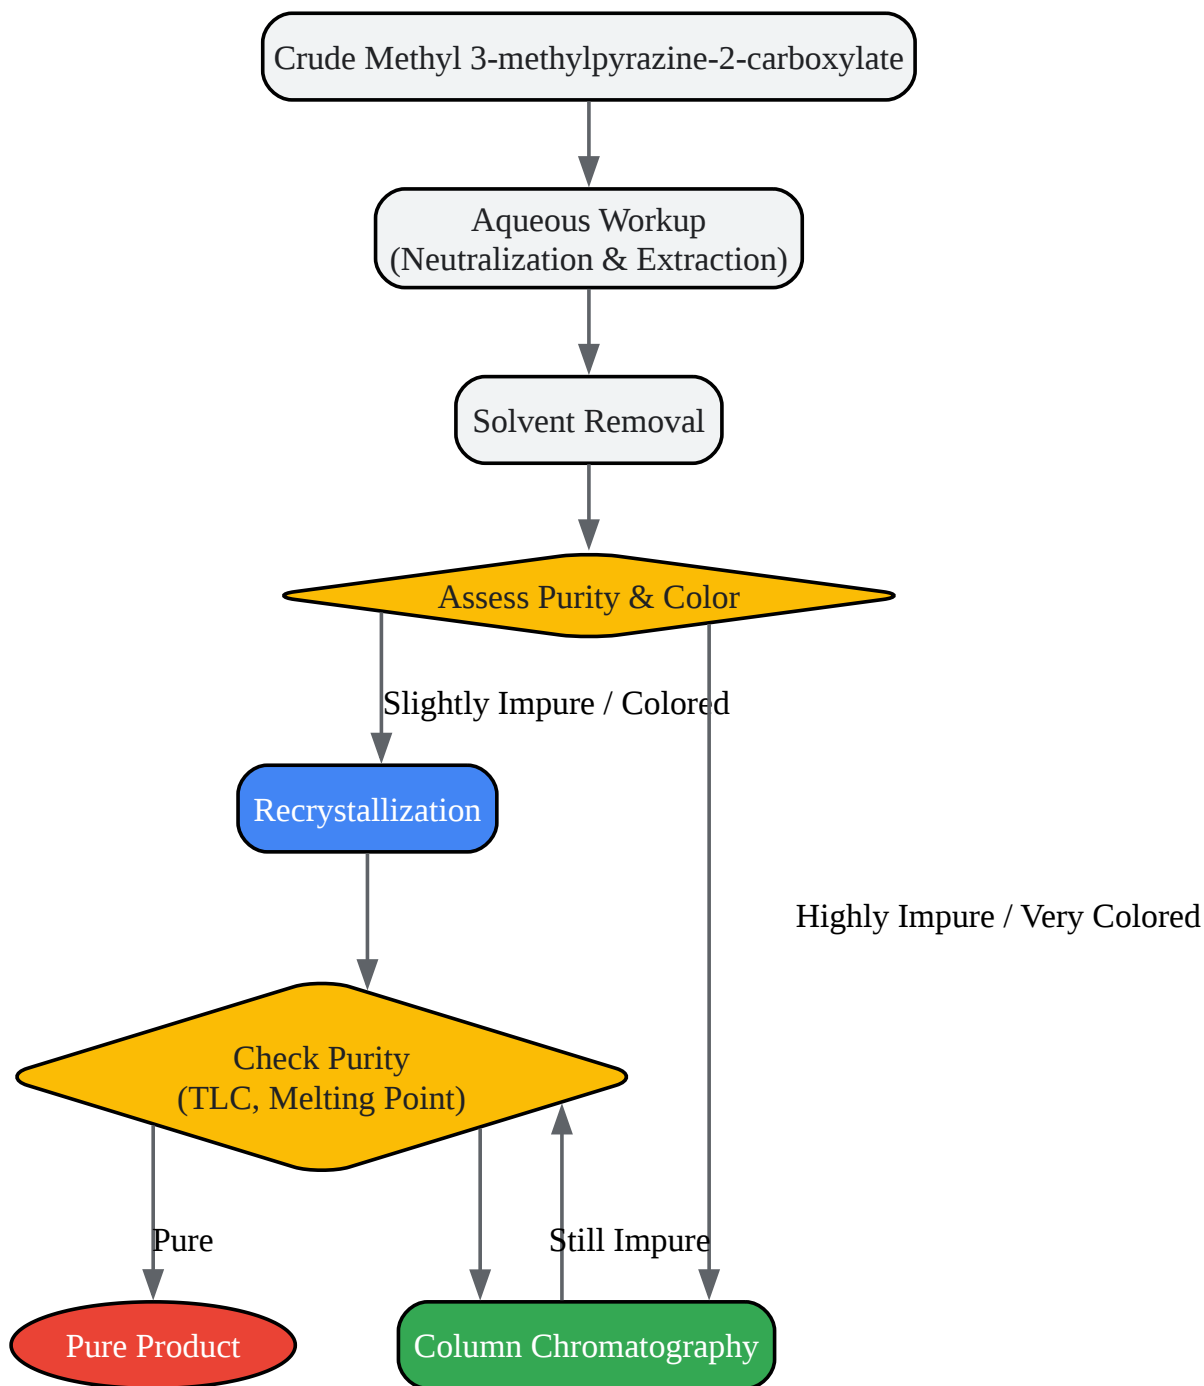 Crude Methyl 3-methylpyrazine-2-carboxylate
Aqueous Workup
(Neutralization & Extraction)
Solvent Removal
Assess Purity & Color
Slightly Impure / Colored
Recrystallization
Highly Impure / Very Colored
Check Purity
(TLC, Melting Point)
Pure
Still Impure
Pure Product
Column Chromatography